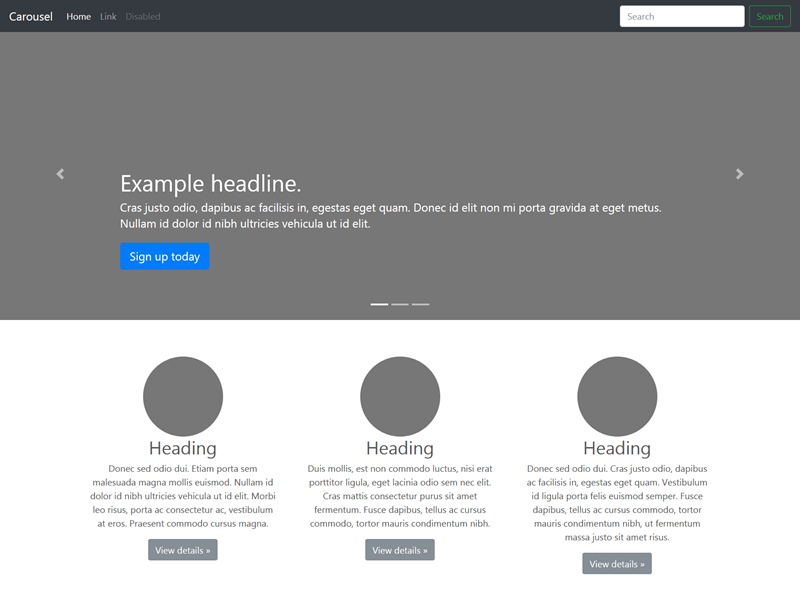 Carousel Home Link Disabled Search Search
Example headline.
Cras justo odio, dapibus ac facilisis in, egestas eget quam. Donec id elit non mi porta gravida at eget metus.
Nullam id dolor id nibh ultricies vehicula ut id elit.
Sign up today
Heading
Donec sed odio dui. Etiam porta sem
malesuada magna mollis euismod. Nullam id
dolor id nibh ultricies vehicula ut id elit. Morbi
leo risus, porta ac consectetur ac, vestibulum
at eros. Praesent commodo cursus magna.
View details »
Heading
Duis mollis, est non commodo luctus, nisi erat
porttitor ligula, eget lacinia odio sem nec elit.
Cras mattis consectetur purus sit amet
fermentum. Fusce dapibus, tellus ac cursus
commodo, tortor mauris condimentum nibh.
View details »
Heading
Donec sed odio dui. Cras justo odio, dapibus
ac facilisis in, egestas eget quam. Vestibulum
id ligula porta felis euismod semper. Fusce
dapibus, tellus ac cursus commodo, tortor
mauris condimentum nibh, ut fermentum
massa justo sit amet risus.
View details »